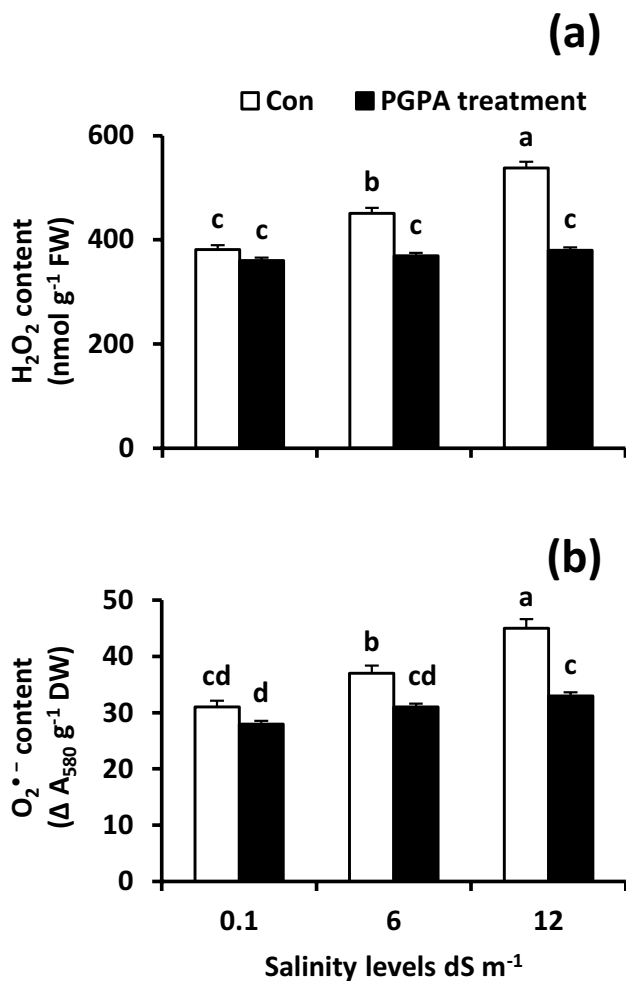 (a)
Con PGPA treatment
H₂O₂ content
(nmol g⁻¹ FW)
600
400
200
0
c c b c a c
(b)
O₂•⁻ content
(Δ A₅₈₀ g⁻¹ DW)
50
40
30
20
10
0
cd d b cd a c
0.1 6 12
Salinity levels dS m⁻¹